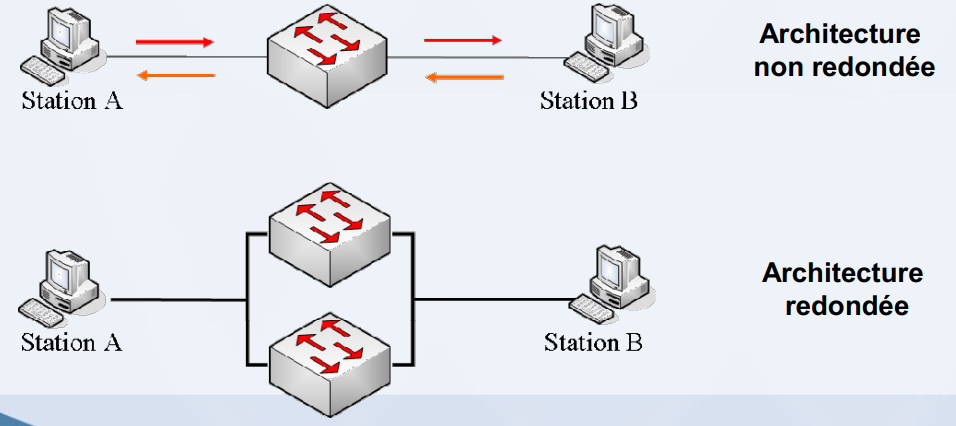 Architecture
non redondée
Station A
Station B
Architecture
redondée
Station A
Station B